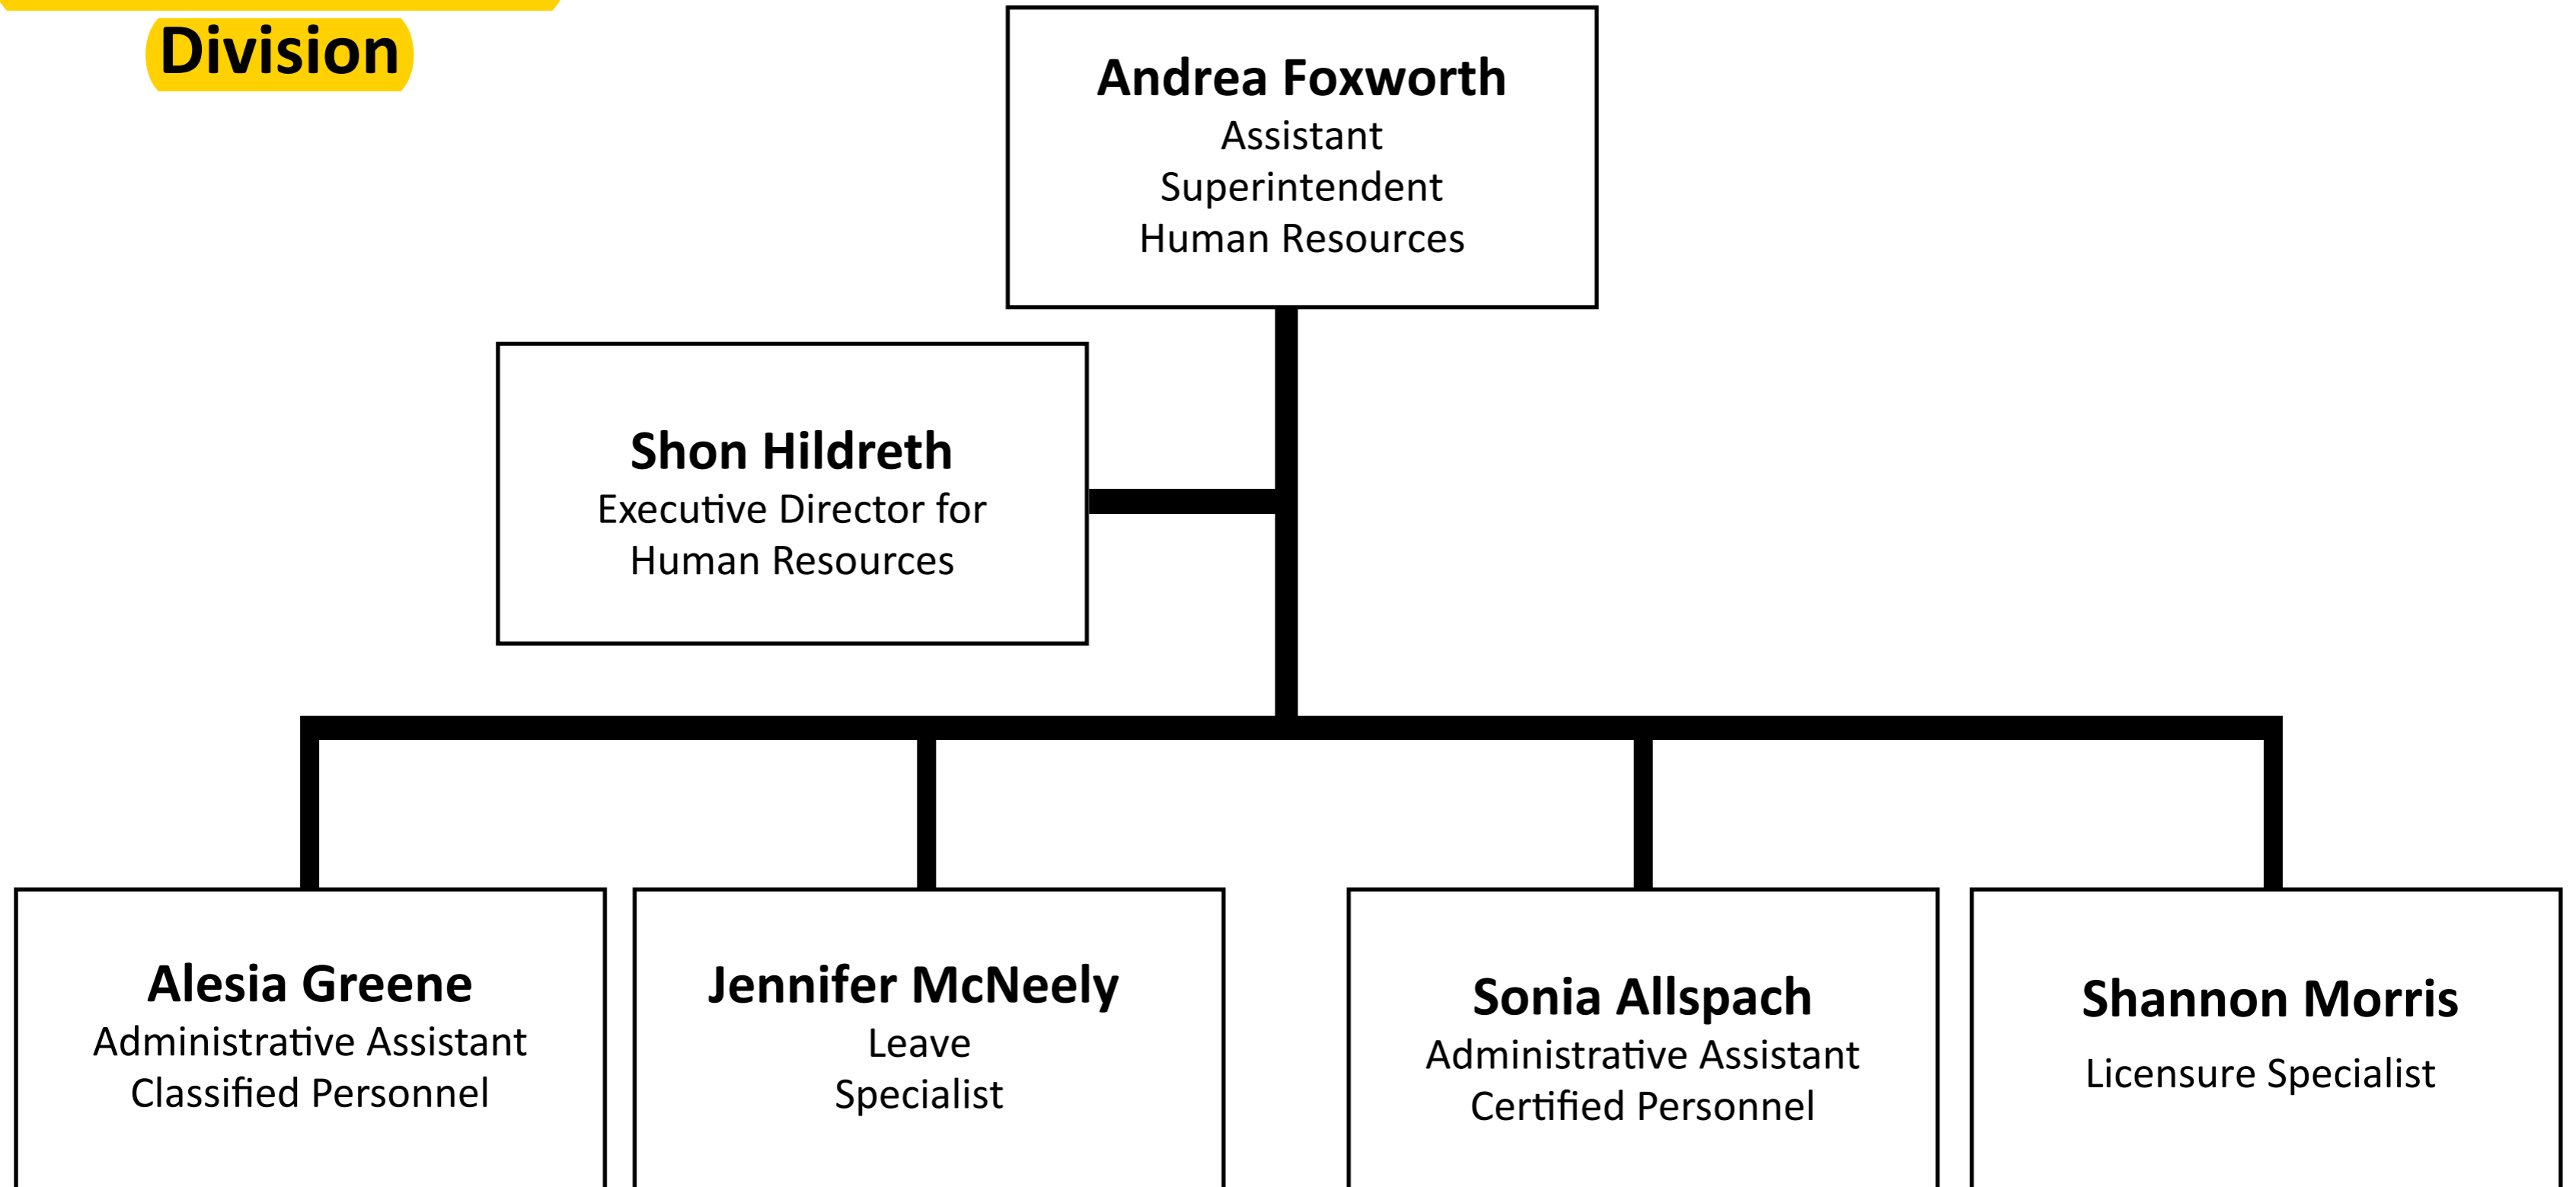 Division
Andrea Foxworth
Assistant
Superintendent
Human Resources
Shon Hildreth
Executive Director for
Human Resources
Alesia Greene
Administrative Assistant
Classified Personnel
Jennifer McNeely
Leave
Specialist
Sonia Allspach
Administrative Assistant
Certified Personnel
Shannon Morris
Licensure Specialist